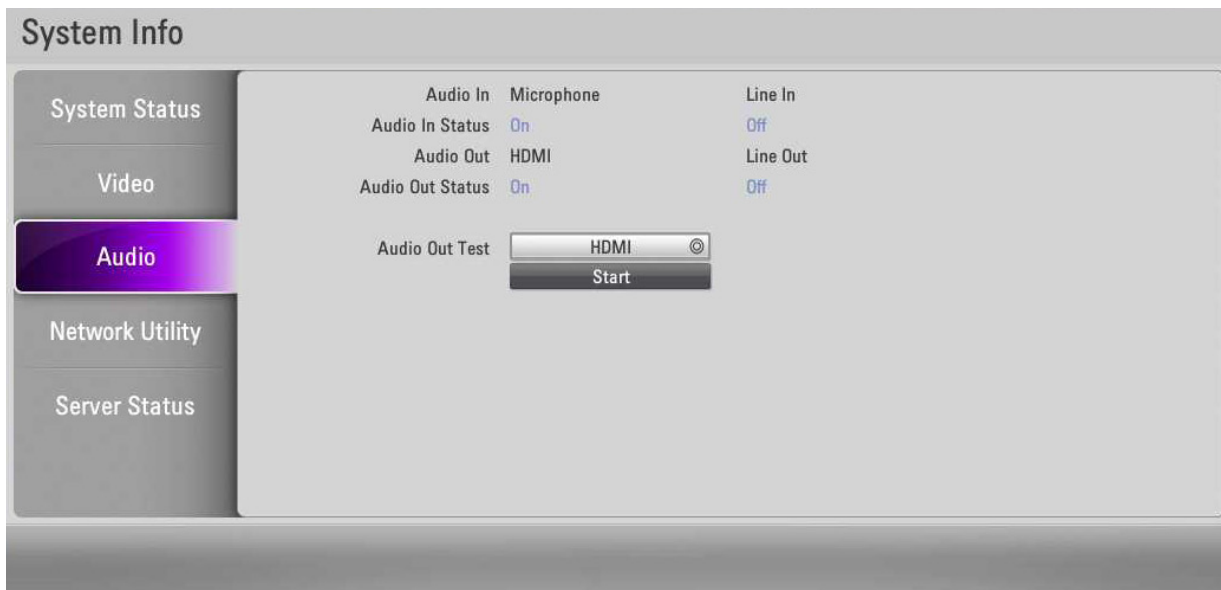 System Info
System Status
Video
Audio
Network Utility
Server Status
Audio In Microphone Line In
Audio In Status On Off
Audio Out HDMI Line Out
Audio Out Status On Off
Audio Out Test HDMI
Start